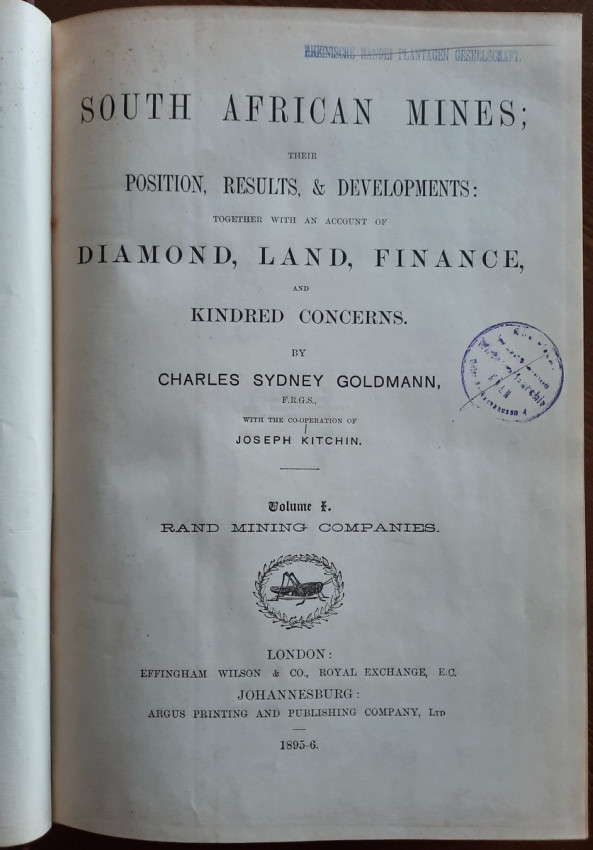 RHEINISCHE HANDEI PLANTAGEN GESELLSCHAFT.
SOUTH AFRICAN MINES;
THEIR
POSITION, RESULTS, & DEVELOPMENTS:
TOGETHER WITH AN ACCOUNT OF
DIAMOND, LAND, FINANCE,
AND
KINDRED CONCERNS.
BY
CHARLES SYDNEY GOLDMANN,
F.R.G.S.,
WITH THE CO-OPERATION OF
JOSEPH KITCHIN.
KÖLN
Volume I.
RAND MINING COMPANIES.
LONDON:
EFFINGHAM WILSON & CO., ROYAL EXCHANGE, E.C.
JOHANNESBURG:
ARGUS PRINTING AND PUBLISHING COMPANY, LTD
1895-6.